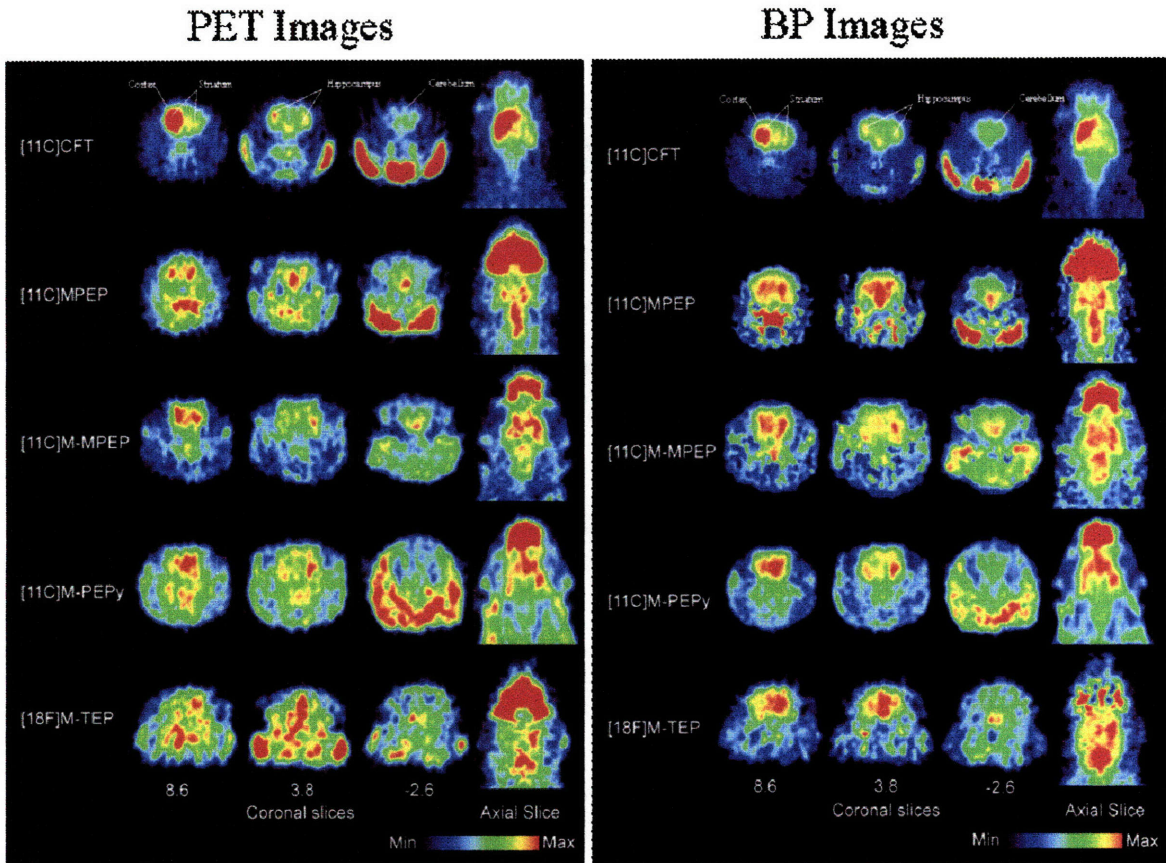 PET Images
Cortex Striatum Hippocampus Cerebellum
[11C]CFT
[11C]MPEP
[11C]M-MPEP
[11C]M-PEPy
[18F]M-TEP
8.6 3.8 -2.6
Coronal slices Axial Slice
Min Max
BP Images
Cortex Striatum Hippocampus Cerebellum
[11C]CFT
[11C]MPEP
[11C]M-MPEP
[11C]M-PEPy
[18F]M-TEP
8.6 3.8 -2.6
Coronal slices Axial Slice
Min Max